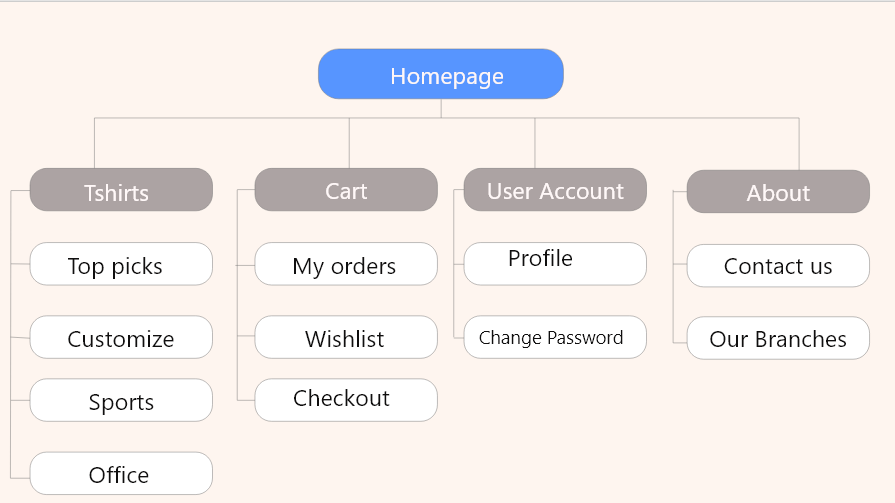 Homepage
Tshirts
Cart
User Account
About
Top picks
My orders
Profile
Contact us
Customize
Wishlist
Change Password
Our Branches
Sports
Checkout
Office